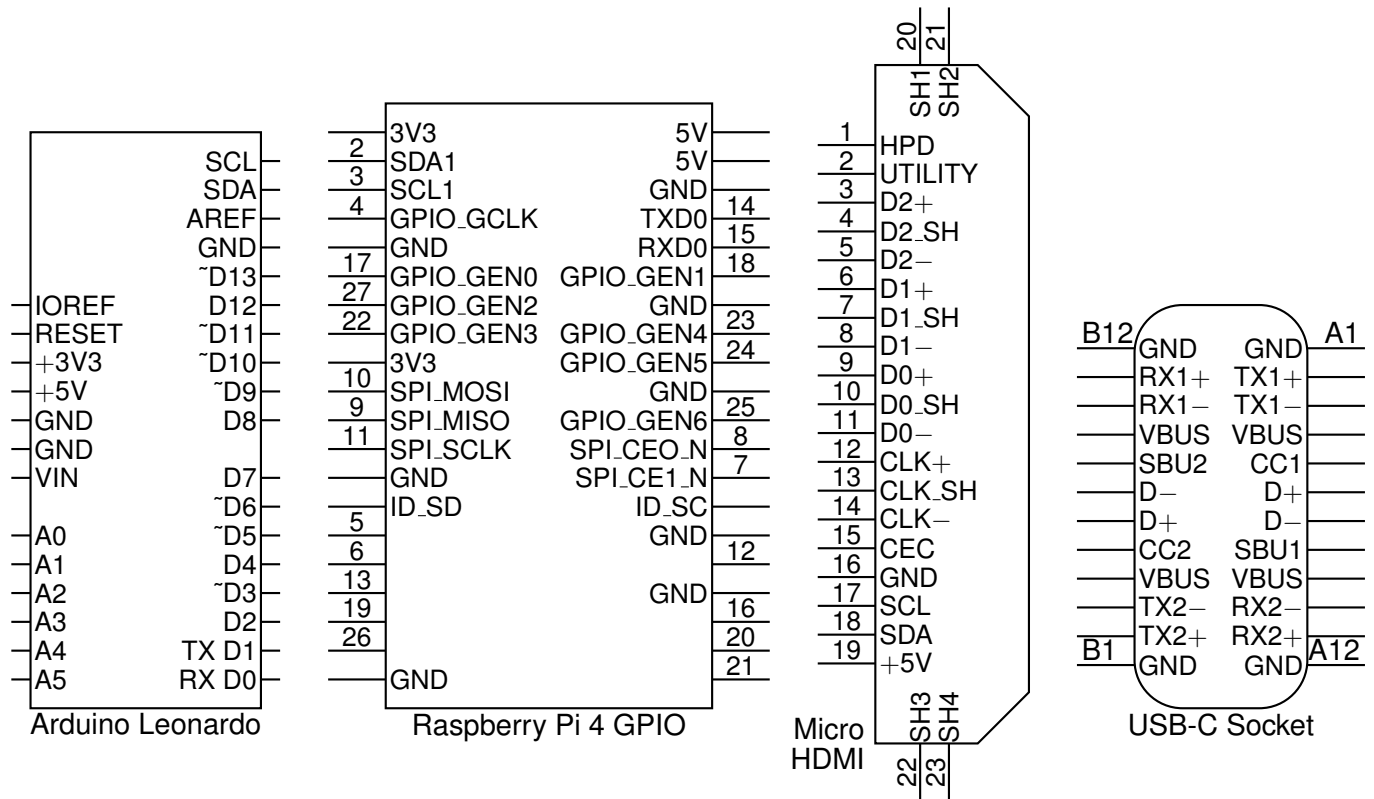 SCL
SDA
AREF
GND
~D13
IOREF D12
RESET ~D11
+3V3 ~D10
+5V ~D9
GND D8
GND
VIN D7
~D6
A0 ~D5
A1 D4
A2 ~D3
A3 D2
A4 TX D1
A5 RX D0
Arduino Leonardo
3V3 5V
2 SDA1 5V
3 SCL1 GND
4 GPIO_GCLK TXD0 14
GND RXD0 15
17 GPIO_GEN0 GPIO_GEN1 18
27 GPIO_GEN2 GND
22 GPIO_GEN3 GPIO_GEN4 23
3V3 GPIO_GEN5 24
10 SPI_MOSI GND
9 SPI_MISO GPIO_GEN6 25
11 SPI_SCLK SPI_CEO_N 8
GND SPI_CE1_N 7
ID_SD ID_SC
5 GND
6 12
13 GND
19 16
26 20
GND 21
Raspberry Pi 4 GPIO
20 21
SH1 SH2
1 HPD
2 UTILITY
3 D2+
4 D2_SH
5 D2−
6 D1+
7 D1_SH
8 D1−
9 D0+
10 D0_SH
11 D0−
12 CLK+
13 CLK_SH
14 CLK−
15 CEC
16 GND
17 SCL
18 SDA
19 +5V
SH3 SH4
22 23
Micro
HDMI
B12 GND GND A1
RX1+ TX1+
RX1− TX1−
VBUS VBUS
SBU2 CC1
D− D+
D+ D−
CC2 SBU1
VBUS VBUS
TX2− RX2−
TX2+ RX2+
B1 GND GND A12
USB-C Socket